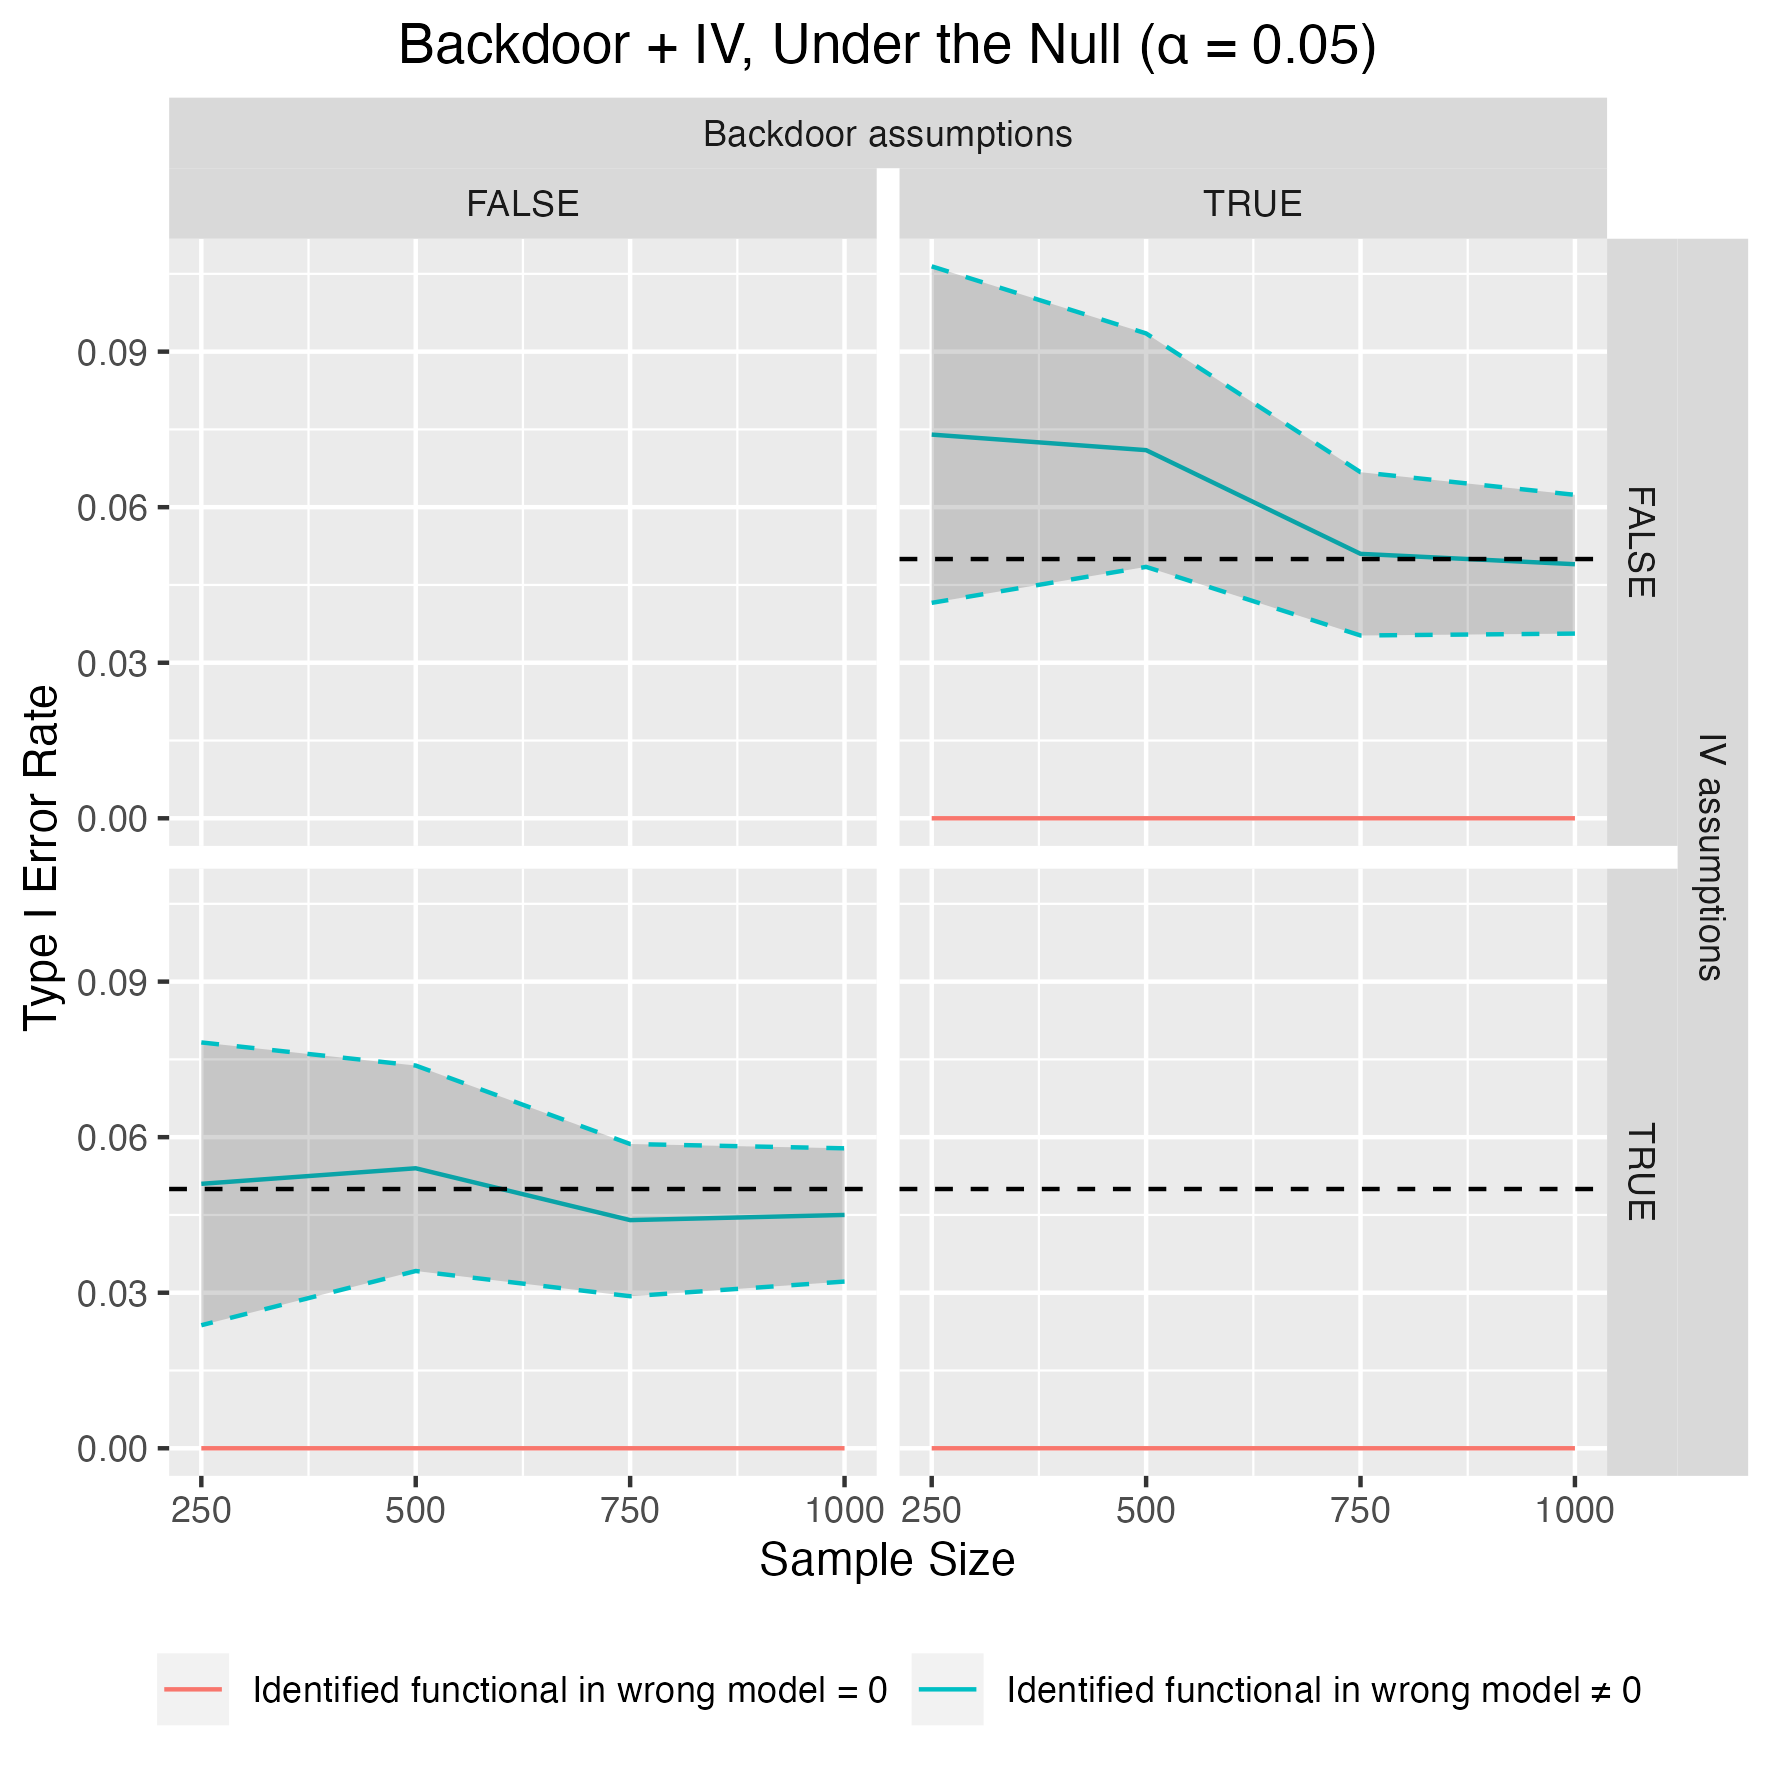 Backdoor + IV, Under the Null (α = 0.05)
Backdoor assumptions
FALSE
TRUE
0.09
0.06
0.03
0.00
FALSE
0.09
0.06
0.03
0.00
TRUE
IV assumptions
Type I Error Rate
250 500 750 1000 250 500 750 1000
Sample Size
Identified functional in wrong model = 0
Identified functional in wrong model ≠ 0